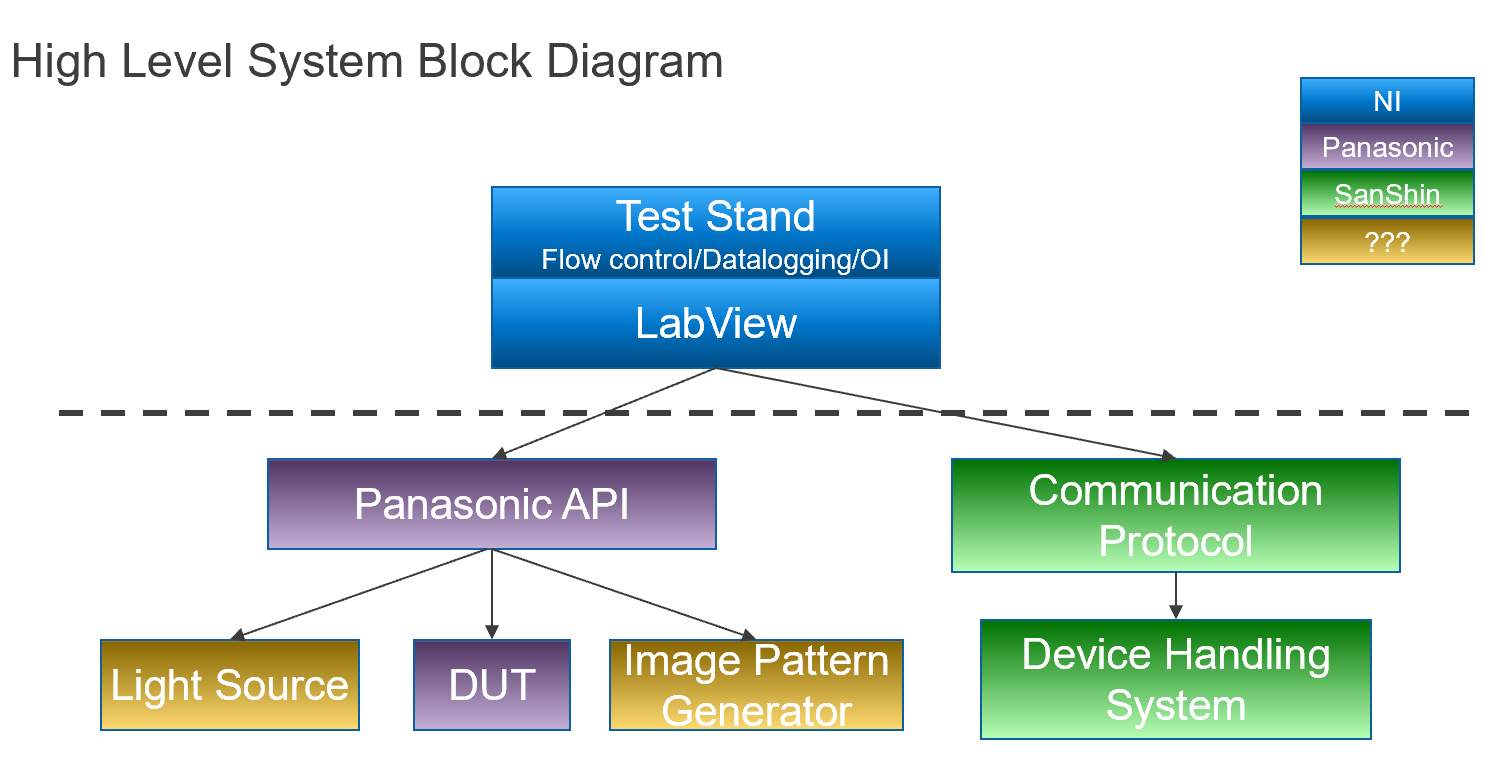 High Level System Block Diagram
NI
Panasonic
SanShin
???
Test Stand
Flow control/Datalogging/OI
LabView
Panasonic API
Communication
Protocol
Light Source
DUT
Image Pattern
Generator
Device Handling
System